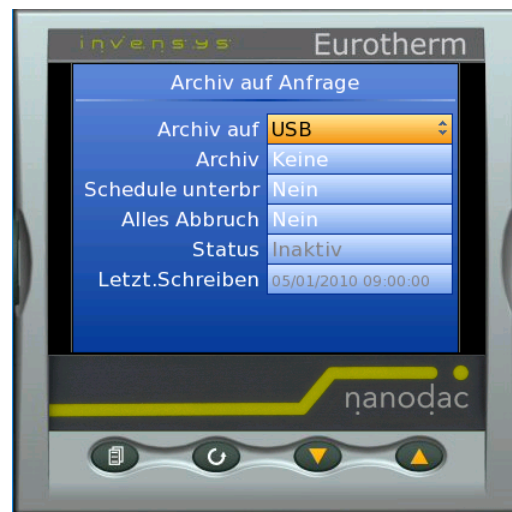 invensys Eurotherm
Archiv auf Anfrage
Archiv auf USB
Archiv Keine
Schedule unterbr Nein
Alles Abbruch Nein
Status Inaktiv
Letzt.Schreiben 05/01/2010 09:00:00
nanodac